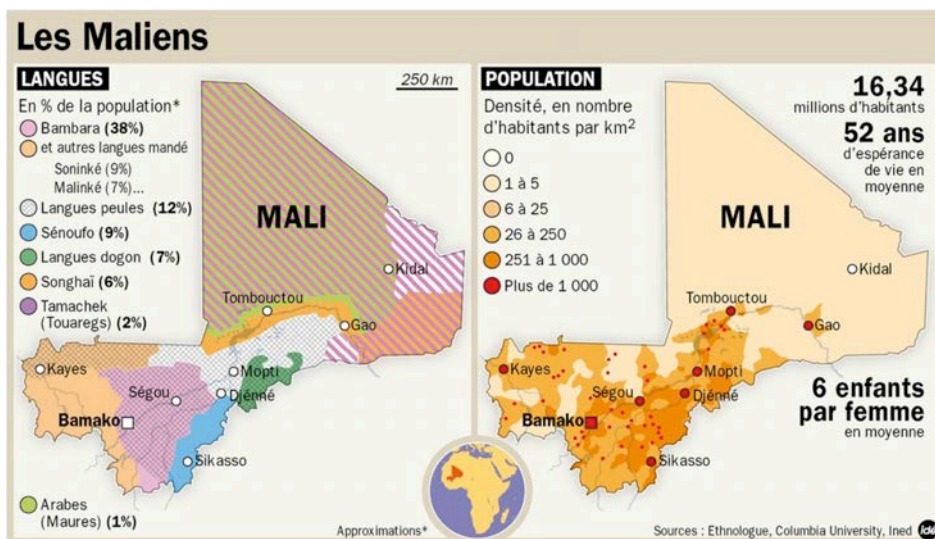 Les Maliens
LANGUES
250 km
En % de la population*
Bambara (38%)
et autres langues mandé
Soninké (9%)
Malinké (7%)...
Langues peules (12%)
Sénoufo (9%)
Langues dogon (7%)
Songhaï (6%)
Tamachek
(Touaregs) (2%)
Arabes
(Maures) (1%)
MALI
Kidal
Tombouctou
Gao
Kayes
Mopti
Ségou
Djénné
Bamako
Sikasso
Approximations*
POPULATION
Densité, en nombre
d'habitants par km²
0
1 à 5
6 à 25
26 à 250
251 à 1 000
Plus de 1 000
16,34
millions d'habitants
52 ans
d'espérance
de vie en
moyenne
MALI
Kidal
Tombouctou
Gao
Kayes
Mopti
Ségou
Djénné
Bamako
Sikasso
6 enfants
par femme
en moyenne
Sources : Ethnologue, Columbia University, Ined
idé